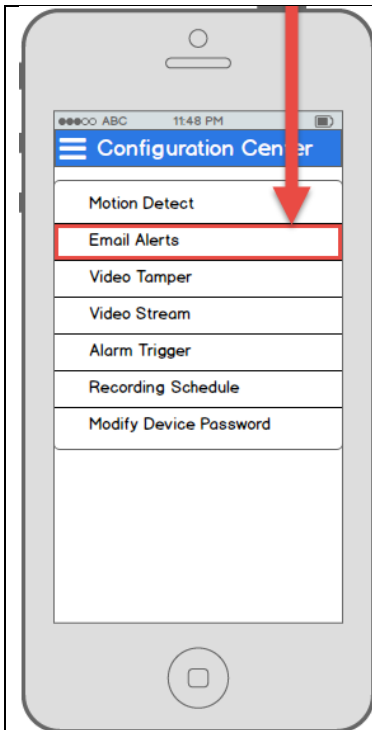 ABC 11:48 PM
Configuration Center
Motion Detect
Email Alerts
Video Tamper
Video Stream
Alarm Trigger
Recording Schedule
Modify Device Password